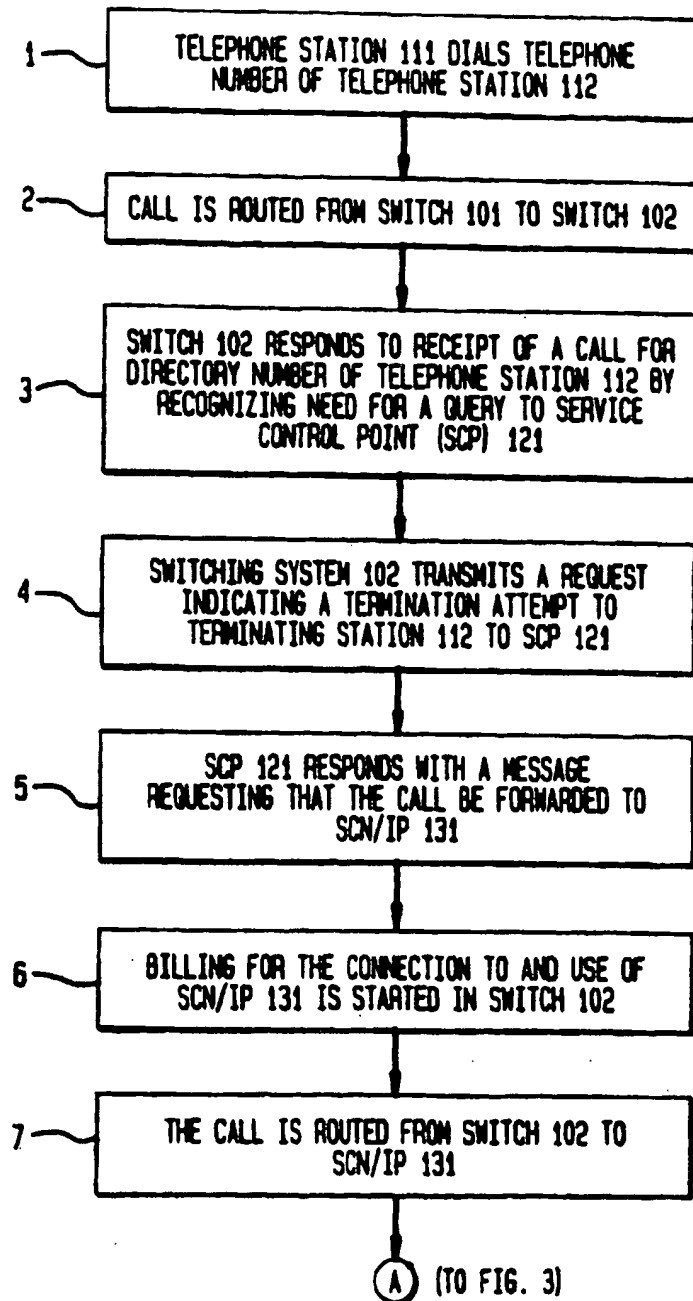 1
TELEPHONE STATION 111 DIALS TELEPHONE
NUMBER OF TELEPHONE STATION 112
2
CALL IS ROUTED FROM SWITCH 101 TO SWITCH 102
3
SWITCH 102 RESPONDS TO RECEIPT OF A CALL FOR
DIRECTORY NUMBER OF TELEPHONE STATION 112 BY
RECOGNIZING NEED FOR A QUERY TO SERVICE
CONTROL POINT (SCP) 121
4
SWITCHING SYSTEM 102 TRANSMITS A REQUEST
INDICATING A TERMINATION ATTEMPT TO
TERMINATING STATION 112 TO SCP 121
5
SCP 121 RESPONDS WITH A MESSAGE
REQUESTING THAT THE CALL BE FORWARDED TO
SCN/IP 131
6
BILLING FOR THE CONNECTION TO AND USE OF
SCN/IP 131 IS STARTED IN SWITCH 102
7
THE CALL IS ROUTED FROM SWITCH 102 TO
SCN/IP 131
A (TO FIG. 3)